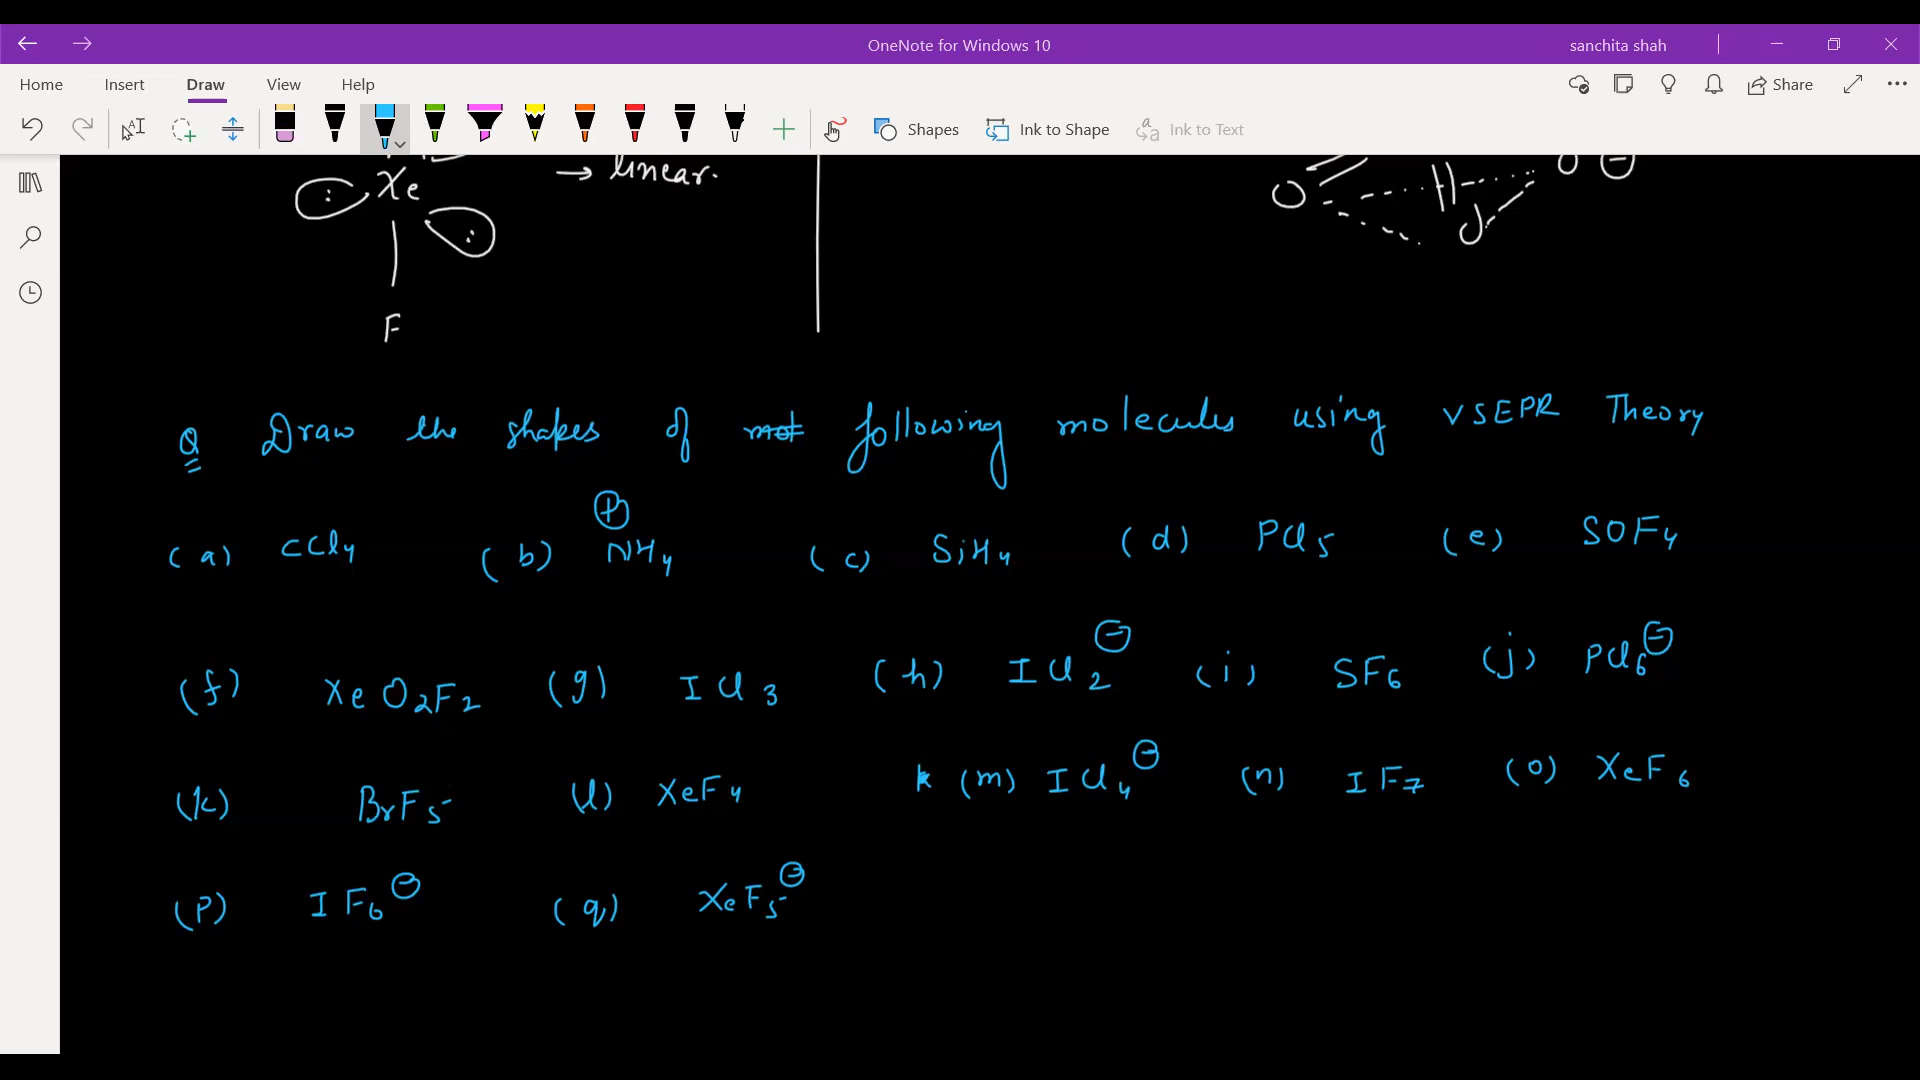 OneNote for Windows 10
sanchita shah
Home Insert Draw View Help
Share
Shapes Ink to Shape Ink to Text
Xe → linear.
O H O ⊖
F
Q Draw the shapes of following molecules using VSEPR Theory
(a) CCl₄ (b) NH₄⊕ (c) SiH₄ (d) PCl₅ (e) SOF₄
(f) XeO₂F₂ (g) ICl₃ (h) ICl₂⊖ (i) SF₆ (j) PCl₆⊖
(k) BrF₅ (l) XeF₄ (m) ICl₄⊖ (n) IF₇ (o) XeF₆
(P) IF₆⊖ (q) XeF₅⊖